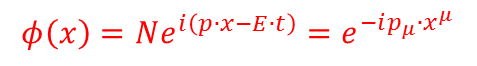 𝜙(𝑥) = 𝑁𝑒^{𝑖(𝑝·𝑥−𝐸·𝑡)} = 𝑒^{−𝑖𝑝_𝜇·𝑥^𝜇}